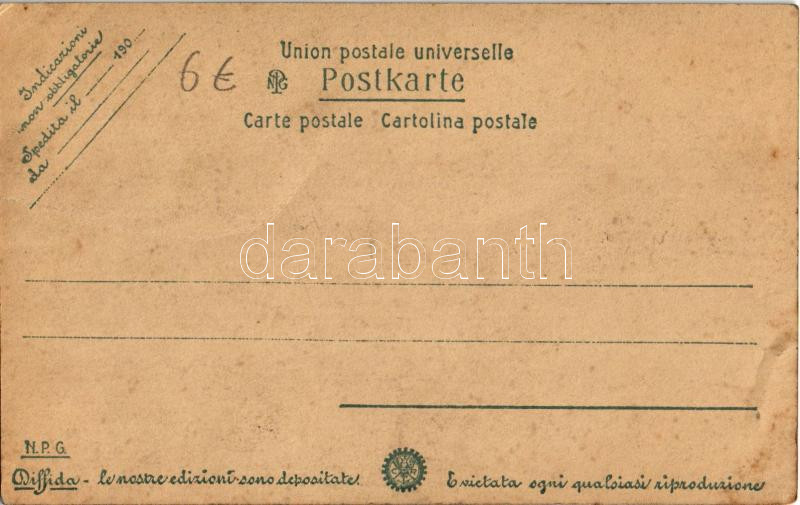 Indicazioni
non obbligatorie
Spedita il 190
da
6 €
Union postale universelle
NPG Postkarte
Carte postale Cartolina postale
darabanth
N.P.G.
Diffida - le nostre edizioni sono depositate. E vietata ogni qualsiasi riproduzione